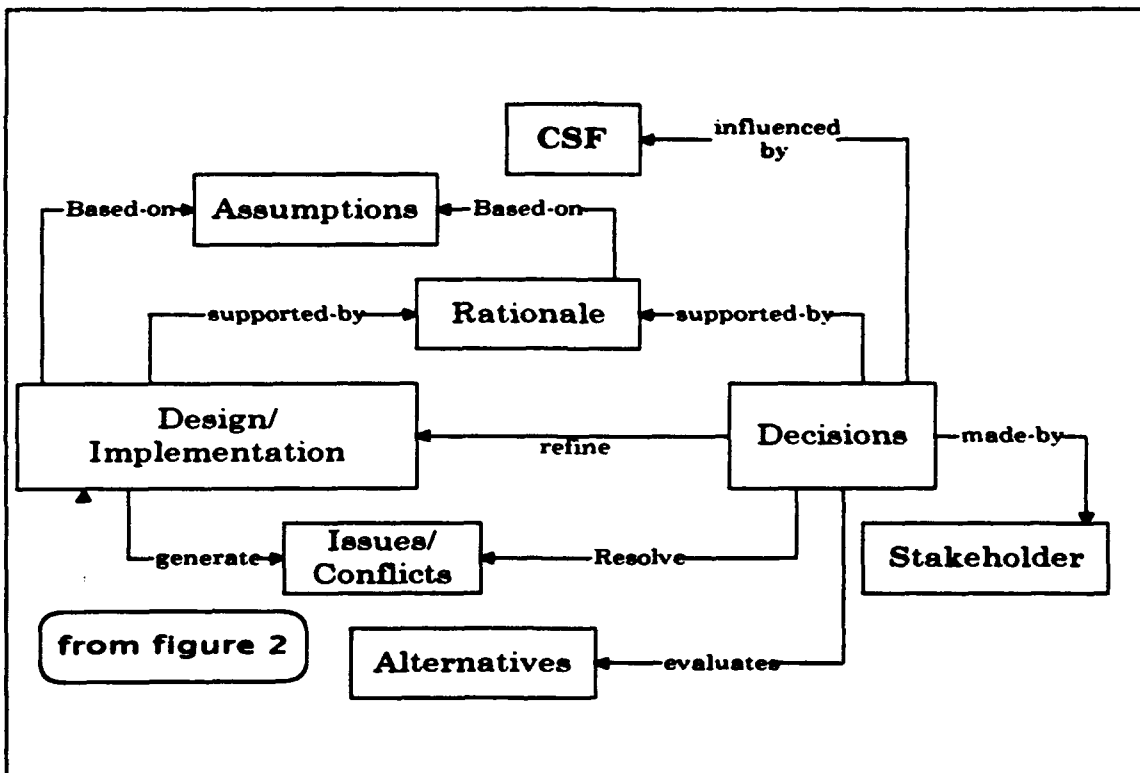 CSF
influenced
by
Based-on
Assumptions
Based-on
supported-by
Rationale
supported-by
Design/
Implementation
refine
Decisions
made-by
generate
Issues/
Conflicts
Resolve
Stakeholder
from figure 2
Alternatives
evaluates